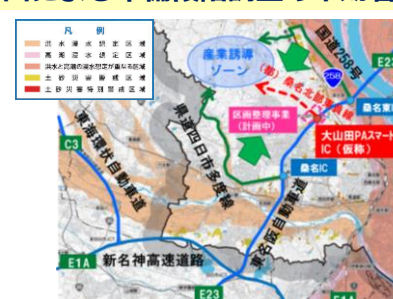 凡例
洪水浸水想定区域
高潮浸水想定区域
洪水と高潮の浸水想定が重なる区域
土砂災害警戒区域
土砂災害特別警戒区域
産業誘導
ゾーン
国道258号
258
E23
(都)桑名北部東員線
桑名東
区画整理事業
(計画中)
大山田PAスマート
IC(仮称)
桑名IC
県道四日市多度線
東海環状自動車道
C3
東名阪自動車道
E1A
新名神高速道路
E23
E1A